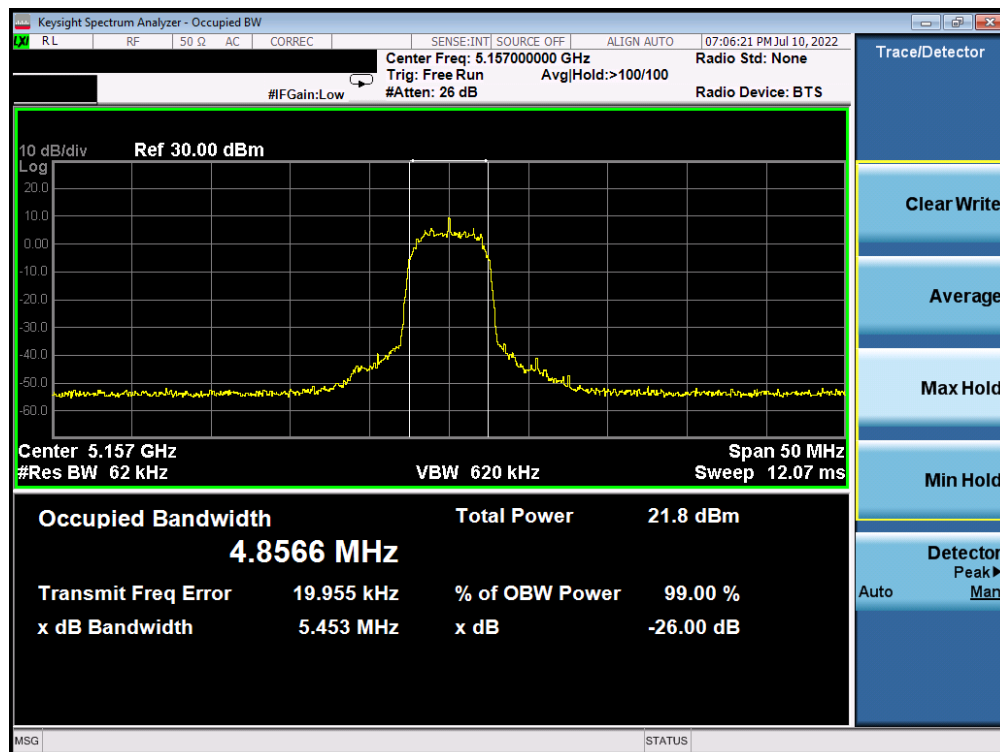 Keysight Spectrum Analyzer - Occupied BW
LXI RL RF 50 Ω AC CORREC SENSE:INT SOURCE OFF ALIGN AUTO 07:06:21 PM Jul 10, 2022
Center Freq: 5.157000000 GHz Radio Std: None
Trig: Free Run Avg|Hold:>100/100
#IFGain:Low #Atten: 26 dB Radio Device: BTS
10 dB/div Ref 30.00 dBm
Log
20.0
10.0
0.00
-10.0
-20.0
-30.0
-40.0
-50.0
-60.0
Center 5.157 GHz Span 50 MHz
#Res BW 62 kHz VBW 620 kHz Sweep 12.07 ms
Occupied Bandwidth Total Power 21.8 dBm
4.8566 MHz
Transmit Freq Error 19.955 kHz % of OBW Power 99.00 %
x dB Bandwidth 5.453 MHz x dB -26.00 dB
MSG STATUS
Trace/Detector
Clear Write
Average
Max Hold
Min Hold
Detector
Peak
Auto Man